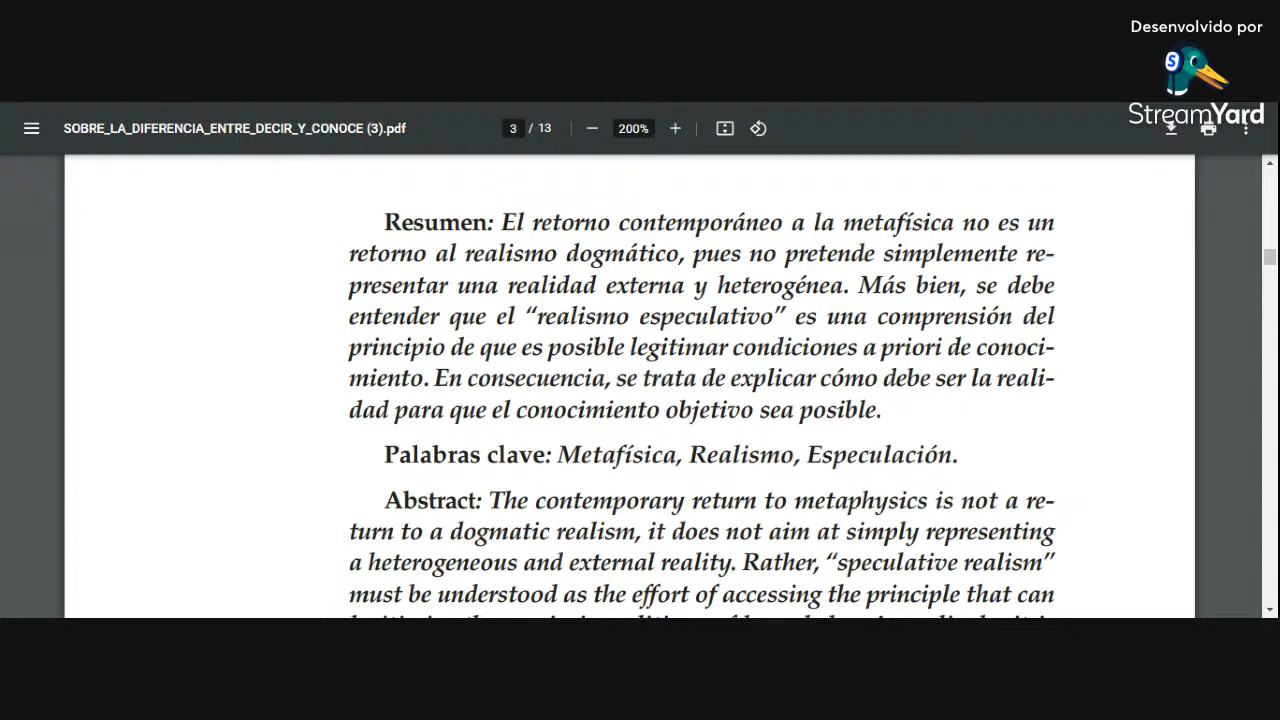 Desenvolvido por
StreamYard
SOBRE_LA_DIFERENCIA_ENTRE_DECIR_Y_CONOCE (3).pdf
3 / 13
200%
Resumen: El retorno contemporáneo a la metafísica no es un
retorno al realismo dogmático, pues no pretende simplemente re-
presentar una realidad externa y heterogénea. Más bien, se debe
entender que el “realismo especulativo” es una comprensión del
principio de que es posible legitimar condiciones a priori de conoci-
miento. En consecuencia, se trata de explicar cómo debe ser la reali-
dad para que el conocimiento objetivo sea posible.
Palabras clave: Metafísica, Realismo, Especulación.
Abstract: The contemporary return to metaphysics is not a re-
turn to a dogmatic realism, it does not aim at simply representing
a heterogeneous and external reality. Rather, “speculative realism”
must be understood as the effort of accessing the principle that can